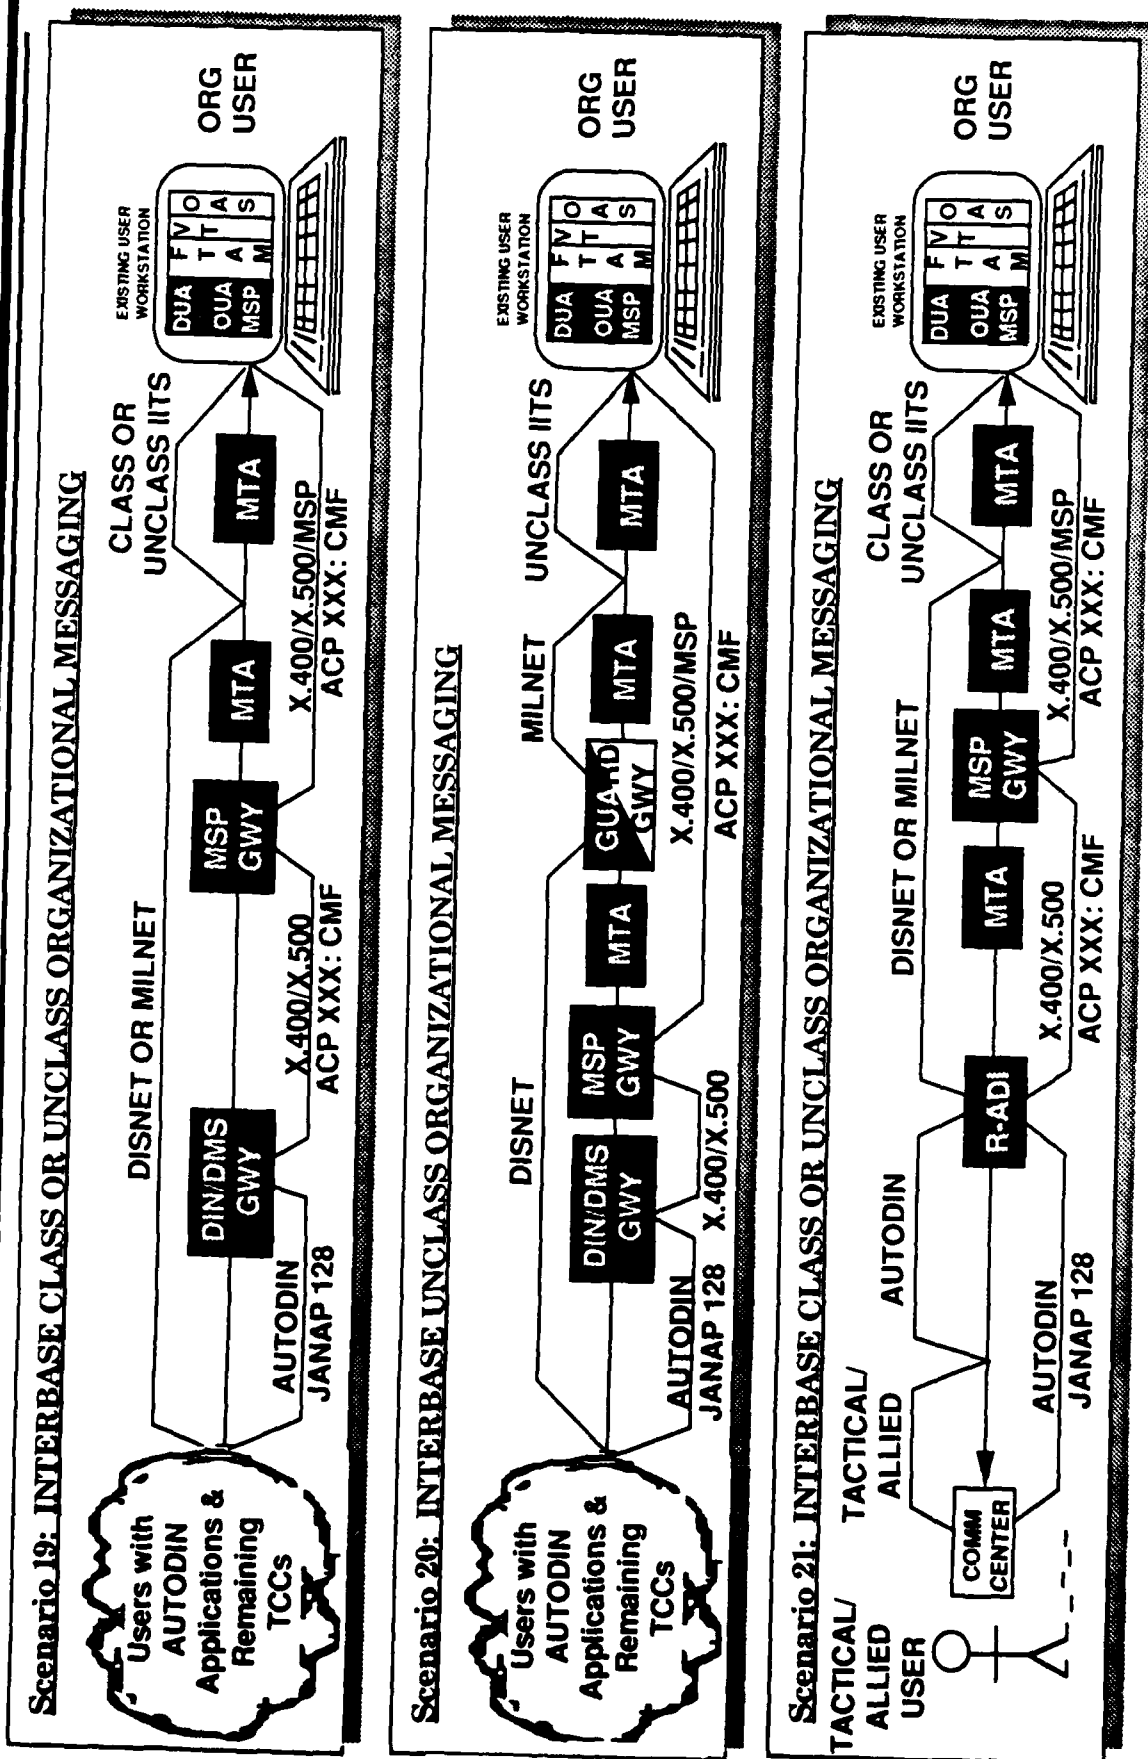 Scenario 19: INTERBASE CLASS OR UNCLASS ORGANIZATIONAL MESSAGING
Users with
AUTODIN
Applications &
Remaining
TCCs
DISNET OR MILNET
CLASS OR
UNCLASS IITS
DIN/DMS
GWY
MSP
GWY
MTA
MTA
AUTODIN
JANAP 128
X.400/X.500
ACP XXX: CMF
X.400/X.500/MSP
ACP XXX: CMF
EXISTING USER
WORKSTATION
DUA F V O
OUA T T A
MSP A M S
ORG
USER
Scenario 20: INTERBASE UNCLASS ORGANIZATIONAL MESSAGING
Users with
AUTODIN
Applications &
Remaining
TCCs
DISNET
MILNET
UNCLASS IITS
DIN/DMS
GWY
MSP
GWY
MTA
GUARD
GWY
MTA
MTA
AUTODIN
JANAP 128
X.400/X.500
X.400/X.500/MSP
ACP XXX: CMF
EXISTING USER
WORKSTATION
DUA F V O
OUA T T A
MSP A M S
ORG
USER
Scenario 21: INTERBASE CLASS OR UNCLASS ORGANIZATIONAL MESSAGING
TACTICAL/
ALLIED
USER
TACTICAL/
ALLIED
AUTODIN
DISNET OR MILNET
CLASS OR
UNCLASS IITS
COMM
CENTER
R-ADI
MTA
MSP
GWY
MTA
MTA
AUTODIN
JANAP 128
X.400/X.500
ACP XXX: CMF
X.400/X.500/MSP
ACP XXX: CMF
EXISTING USER
WORKSTATION
DUA F V O
OUA T T A
MSP A M S
ORG
USER